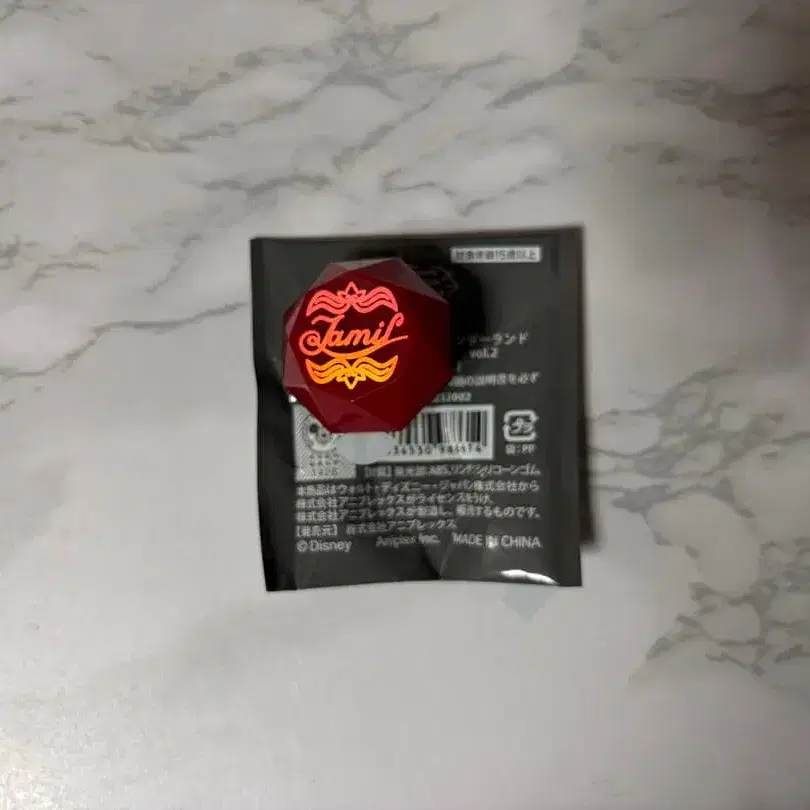 対象年齢15歳以上
Jamil
ンダーランド
vol.2
の説明書を必ず
プラ
袋:PP
発光部:ABS、リング:シリコーンゴム
本商品はウォルト・ディズニー・ジャパン株式会社から
株式会社アニプレックスがライセンスをうけ、
株式会社アニプレックスが製造し、販売するものです。
【発売元】 株式会社アニプレックス
©Disney Aniplex Inc. MADE IN CHINA